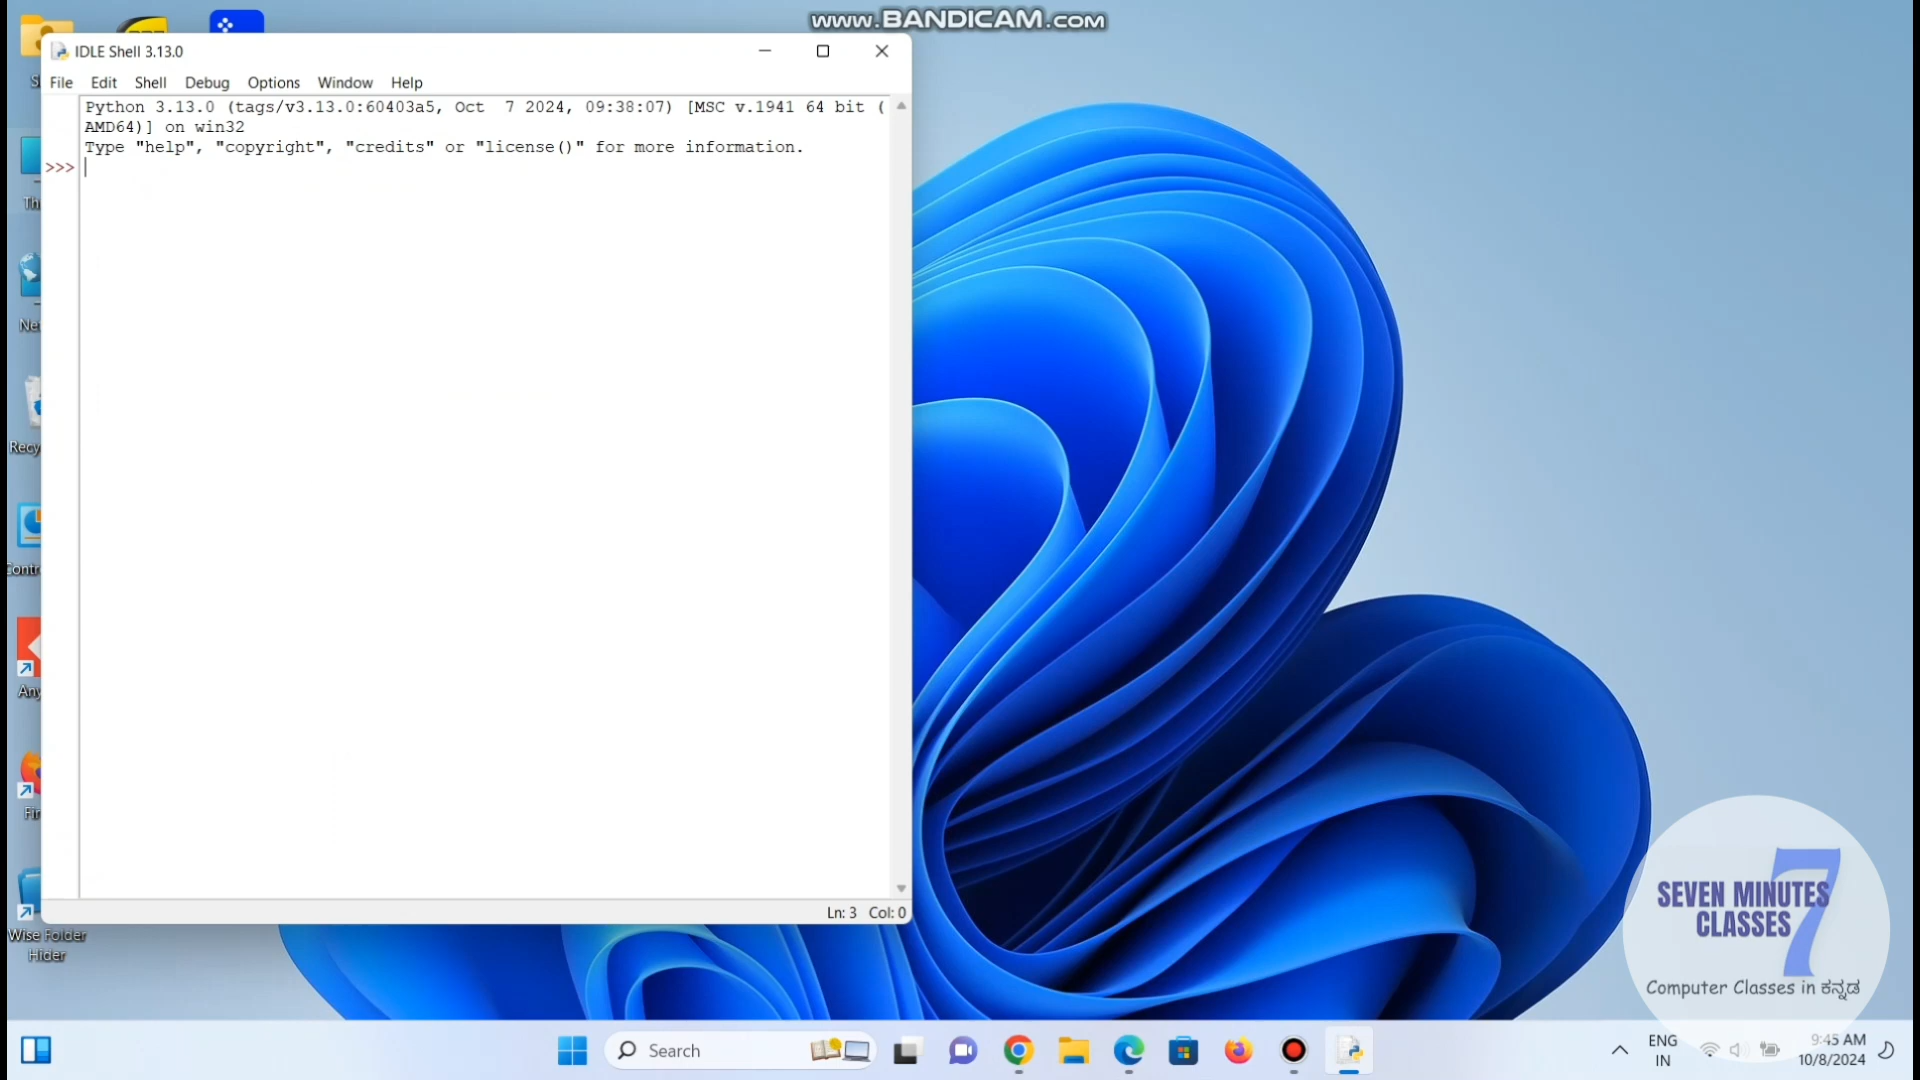 www.BANDICAM.com
IDLE Shell 3.13.0
File Edit Shell Debug Options Window Help
Python 3.13.0 (tags/v3.13.0:60403a5, Oct  7 2024, 09:38:07) [MSC v.1941 64 bit (
AMD64)] on win32
Type "help", "copyright", "credits" or "license()" for more information.
>>>
Ln: 3 Col: 0
Wise Folder
Hider
SEVEN MINUTES
CLASSES
7
Computer Classes in ಕನ್ನಡ
Search
ENG
IN
9:45 AM
10/8/2024